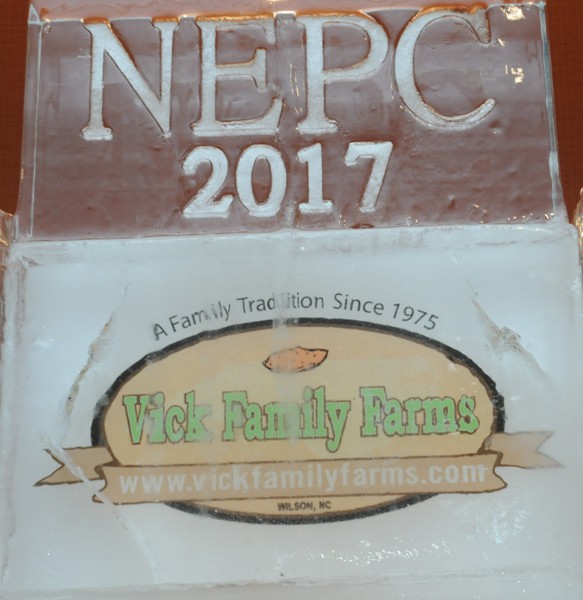 NEPC
2017
A Family Tradition Since 1975
Vick Family Farms
www.vickfamilyfarms.com
WILSON, NC